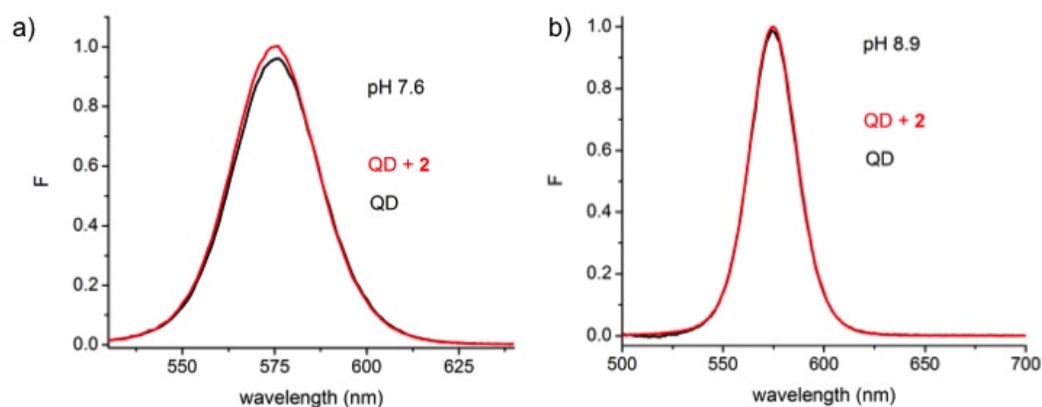 a)
pH 7.6
QD + 2
QD
F
1.0
0.8
0.6
0.4
0.2
0.0
550 575 600 625
wavelength (nm)
b)
pH 8.9
QD + 2
QD
F
1.0
0.8
0.6
0.4
0.2
0.0
500 550 600 650 700
wavelength (nm)